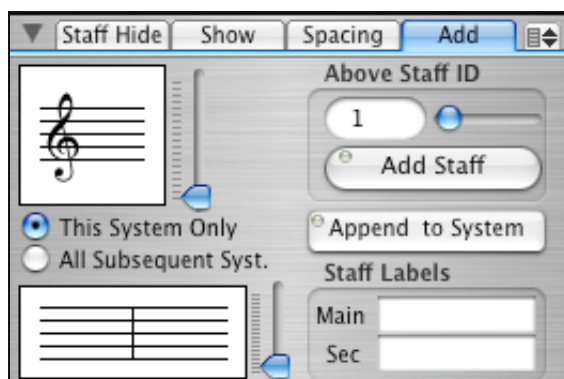 Staff Hide Show Spacing Add
Above Staff ID
1
Add Staff
This System Only
Append to System
All Subsequent Syst.
Staff Labels
Main
Sec